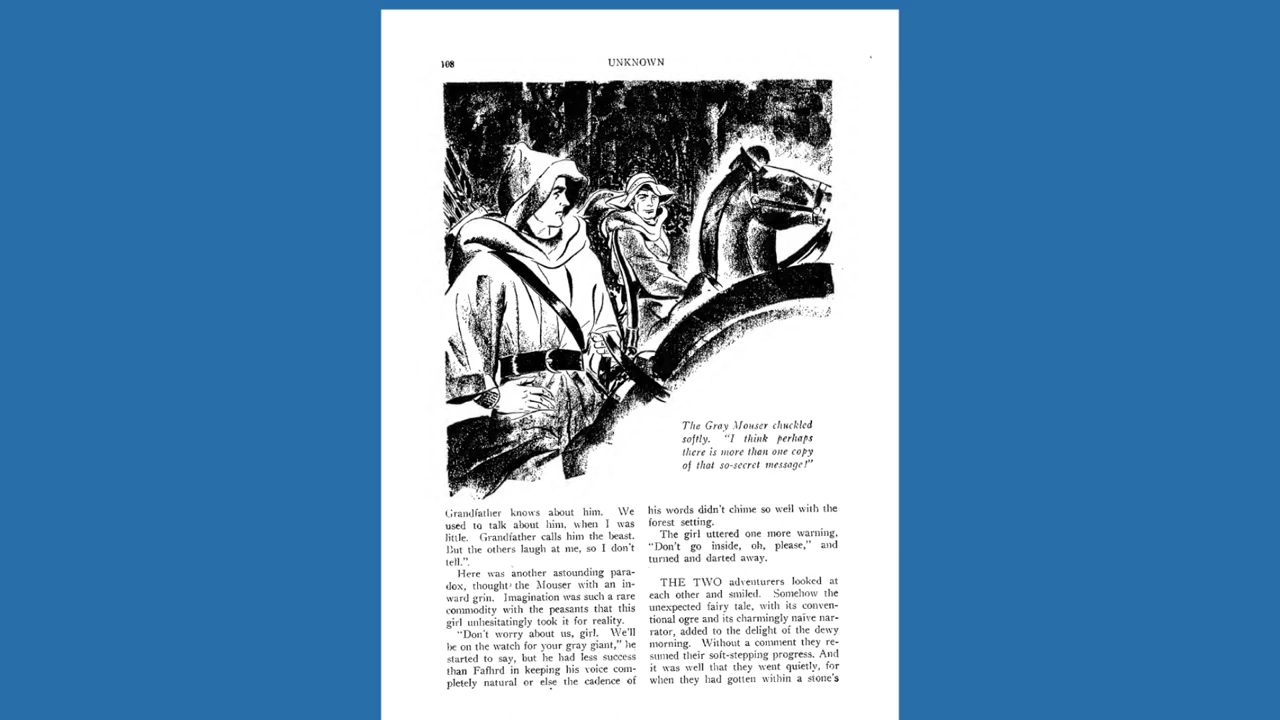 108
UNKNOWN
The Gray Mouser chuckled
softly. "I think perhaps
there is more than one copy
of that so-secret message!"
Grandfather knows about him. We
used to talk about him, when I was
little. Grandfather calls him the beast.
But the others laugh at me, so I don't
tell."
Here was another astounding para-
dox, thought the Mouser with an in-
ward grin. Imagination was such a rare
commodity with the peasants that this
girl unhesitatingly took it for reality.
"Don't worry about us, girl. We'll
be on the watch for your gray giant," he
started to say, but he had less success
than Fafhrd in keeping his voice com-
pletely natural or else the cadence of
his words didn't chime so well with the
forest setting.
The girl uttered one more warning,
"Don't go inside, oh, please," and
turned and darted away.
THE TWO adventurers looked at
each other and smiled. Somehow the
unexpected fairy tale, with its conven-
tional ogre and its charmingly naive nar-
rator, added to the delight of the dewy
morning. Without a comment they re-
sumed their soft-stepping progress. And
it was well that they went quietly, for
when they had gotten within a stone's